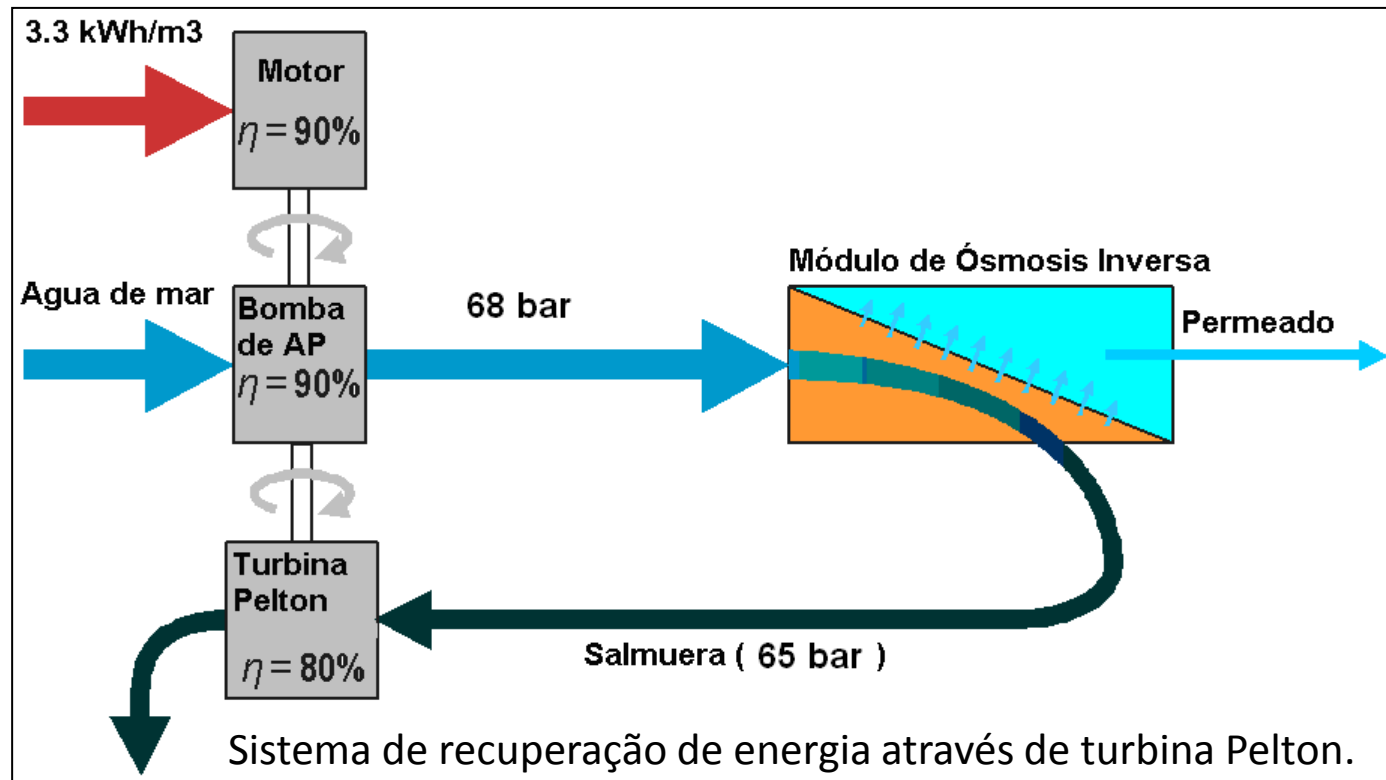 3.3 kWh/m3
Motor
η = 90%
Agua de mar
Bomba
de AP
η = 90%
68 bar
Módulo de Ósmosis Inversa
Permeado
Turbina
Pelton
η = 80%
Salmuera ( 65 bar )
Sistema de recuperação de energia através de turbina Pelton.